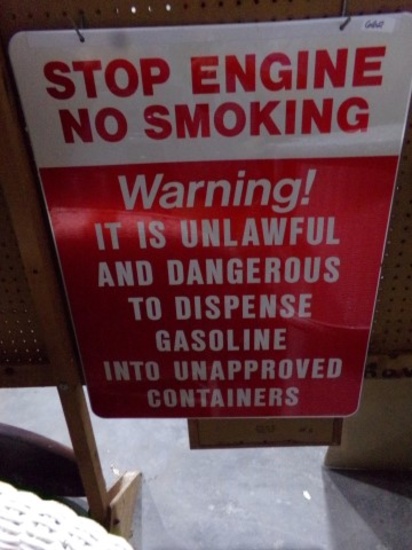 STOP ENGINE
NO SMOKING
Warning!
IT IS UNLAWFUL
AND DANGEROUS
TO DISPENSE
GASOLINE
INTO UNAPPROVED
CONTAINERS